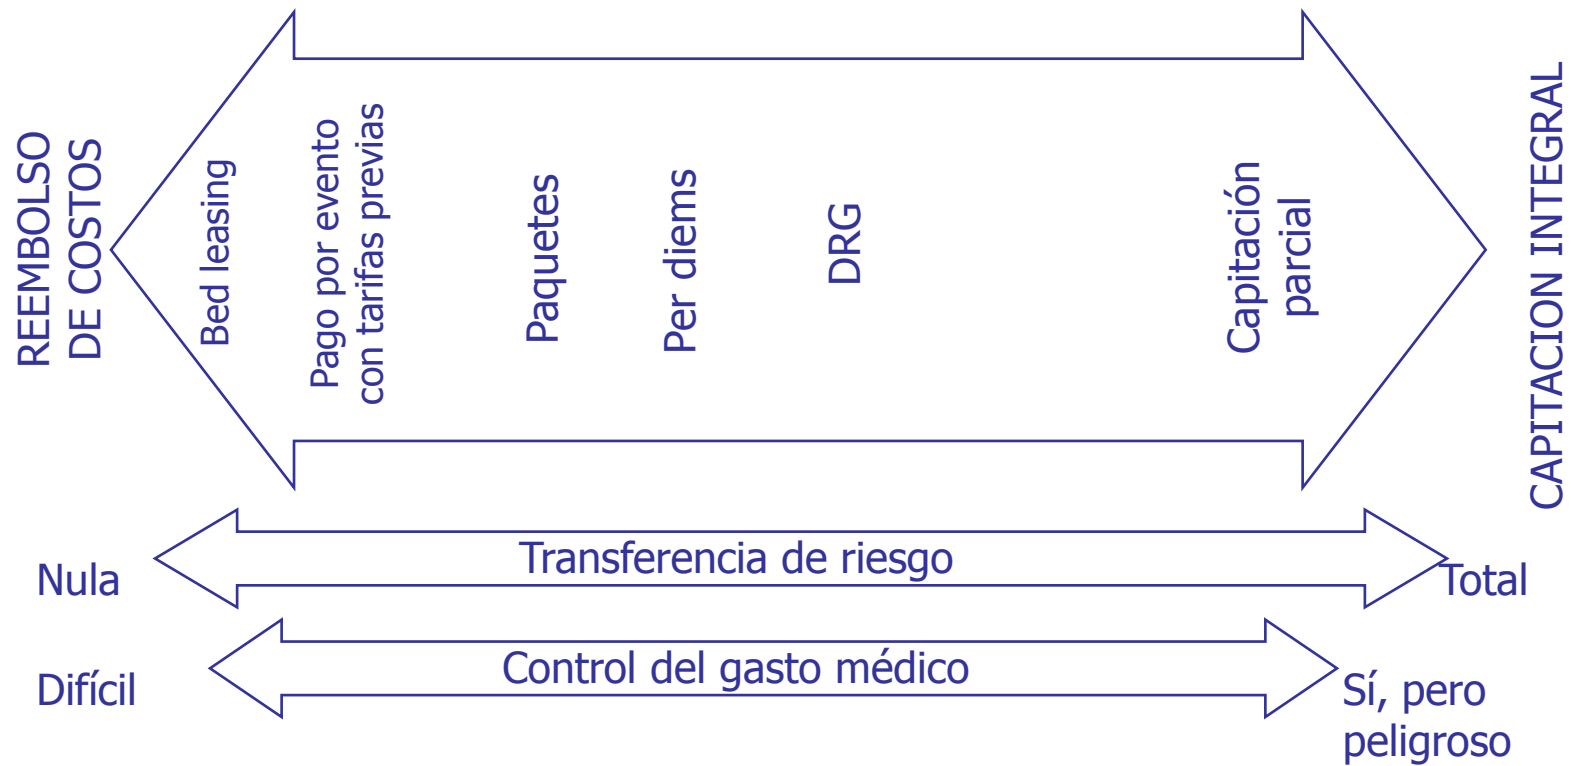 REEMBOLSO
DE COSTOS
Bed leasing
Pago por evento
con tarifas previas
Paquetes
Per diems
DRG
Capitación
parcial
CAPITACION INTEGRAL
Nula
Transferencia de riesgo
Total
Difícil
Control del gasto médico
Sí, pero
peligroso